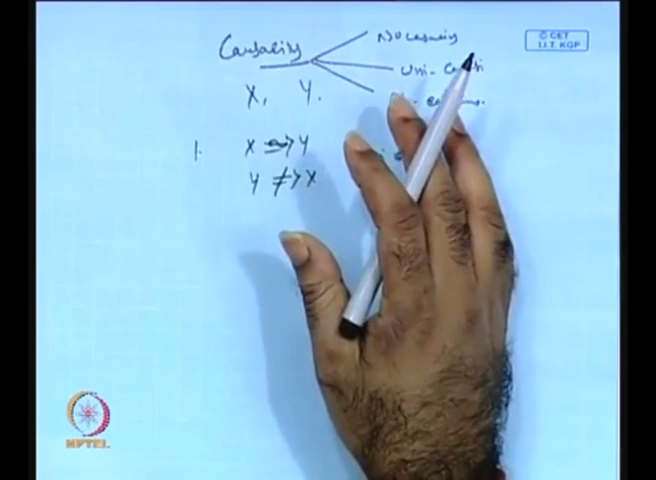 Causality
No causality
© CET
I.I.T. KGP
Uni-
X, Y.
1. X => Y
Y ≠> X
NPTEL